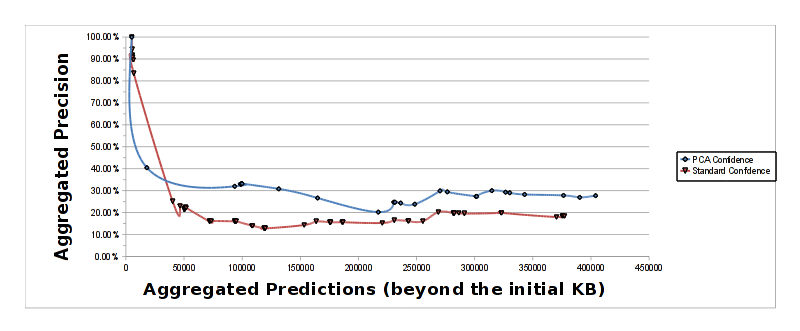 100.00%
90.00%
80.00%
70.00%
60.00%
50.00%
40.00%
30.00%
20.00%
10.00%
0.00%
Aggregated Precision
0 50000 100000 150000 200000 250000 300000 350000 400000 450000
Aggregated Predictions (beyond the initial KB)
PCA Confidence
Standard Confidence